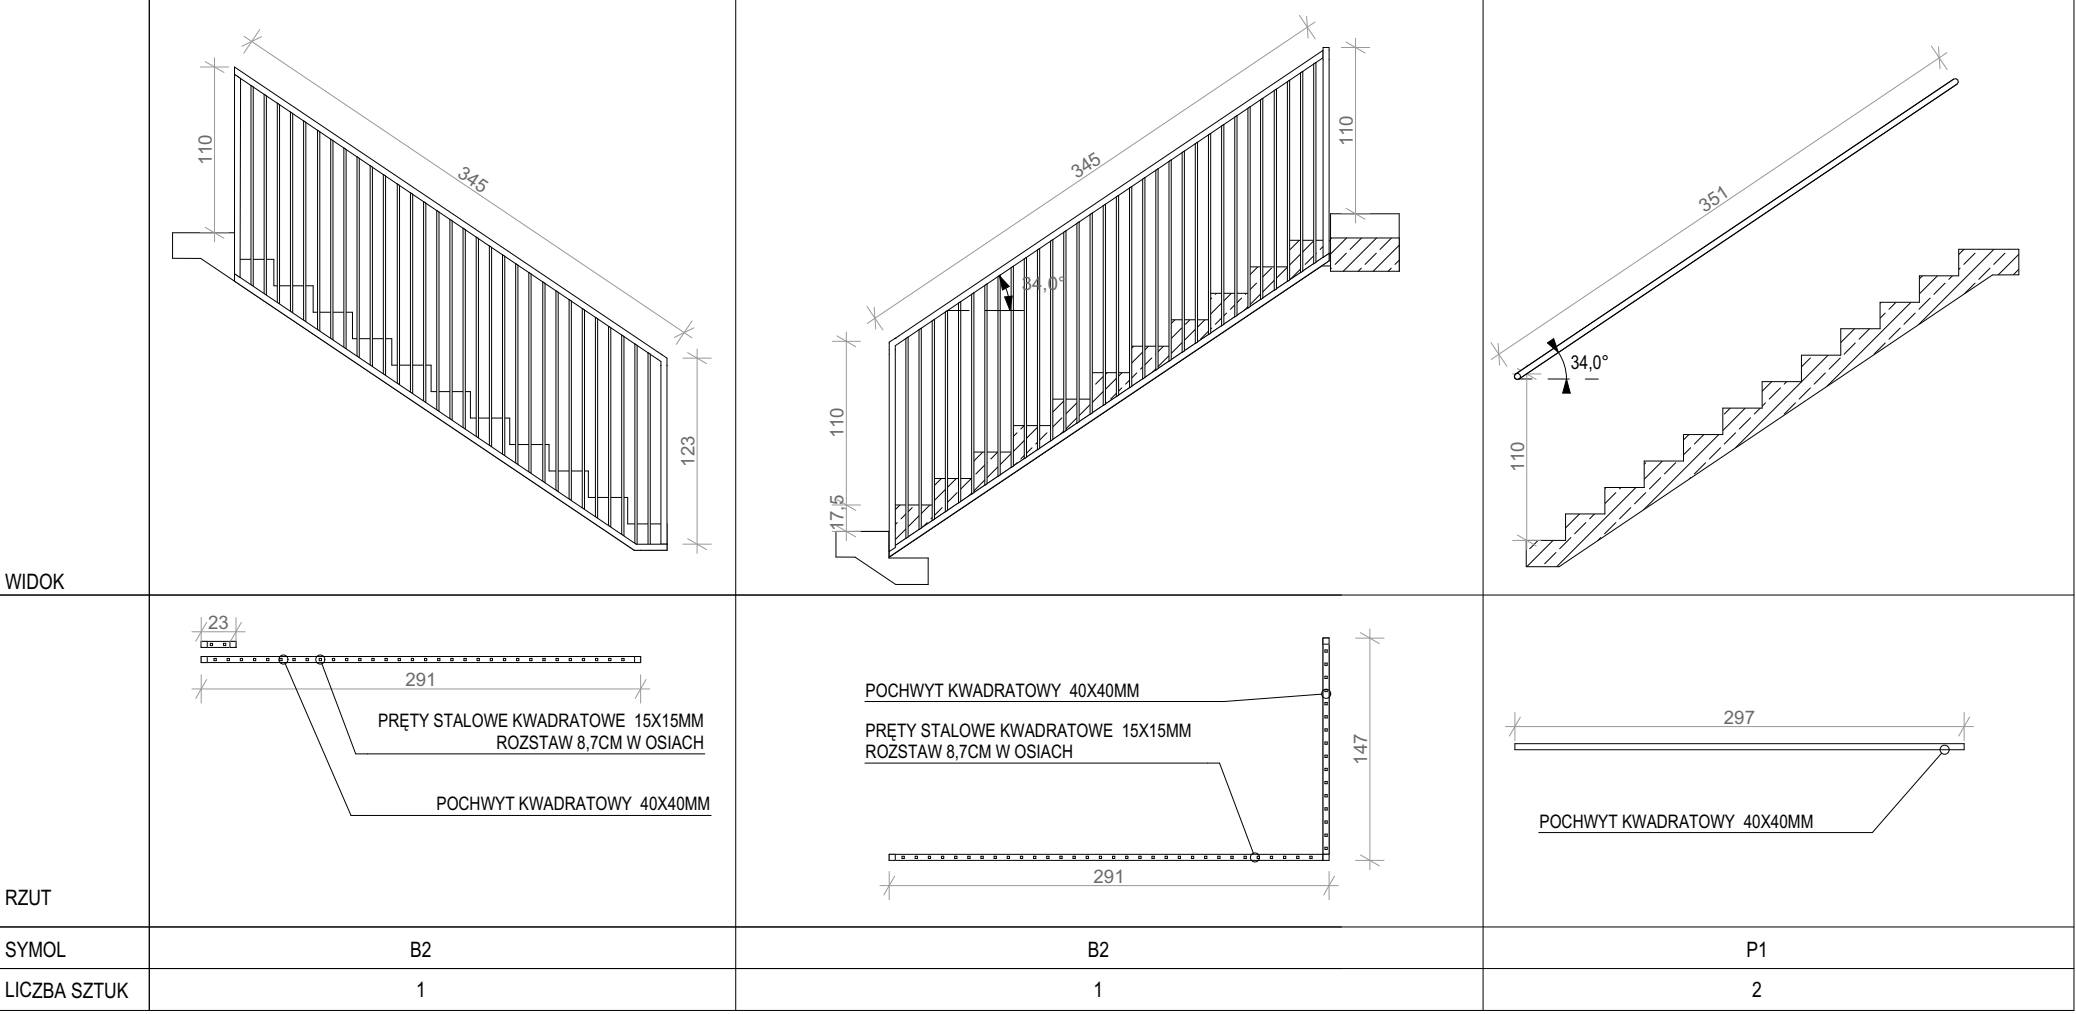 110
345
123
345
110
34,0°
110
17,5
351
34,0°
110
WIDOK
23
291
PRĘTY STALOWE KWADRATOWE 15X15MM
ROZSTAW 8,7CM W OSIACH
POCHWYT KWADRATOWY 40X40MM
POCHWYT KWADRATOWY 40X40MM
PRĘTY STALOWE KWADRATOWE 15X15MM
ROZSTAW 8,7CM W OSIACH
147
291
297
POCHWYT KWADRATOWY 40X40MM
RZUT
SYMOL B2 B2 P1
LICZBA SZTUK 1 1 2